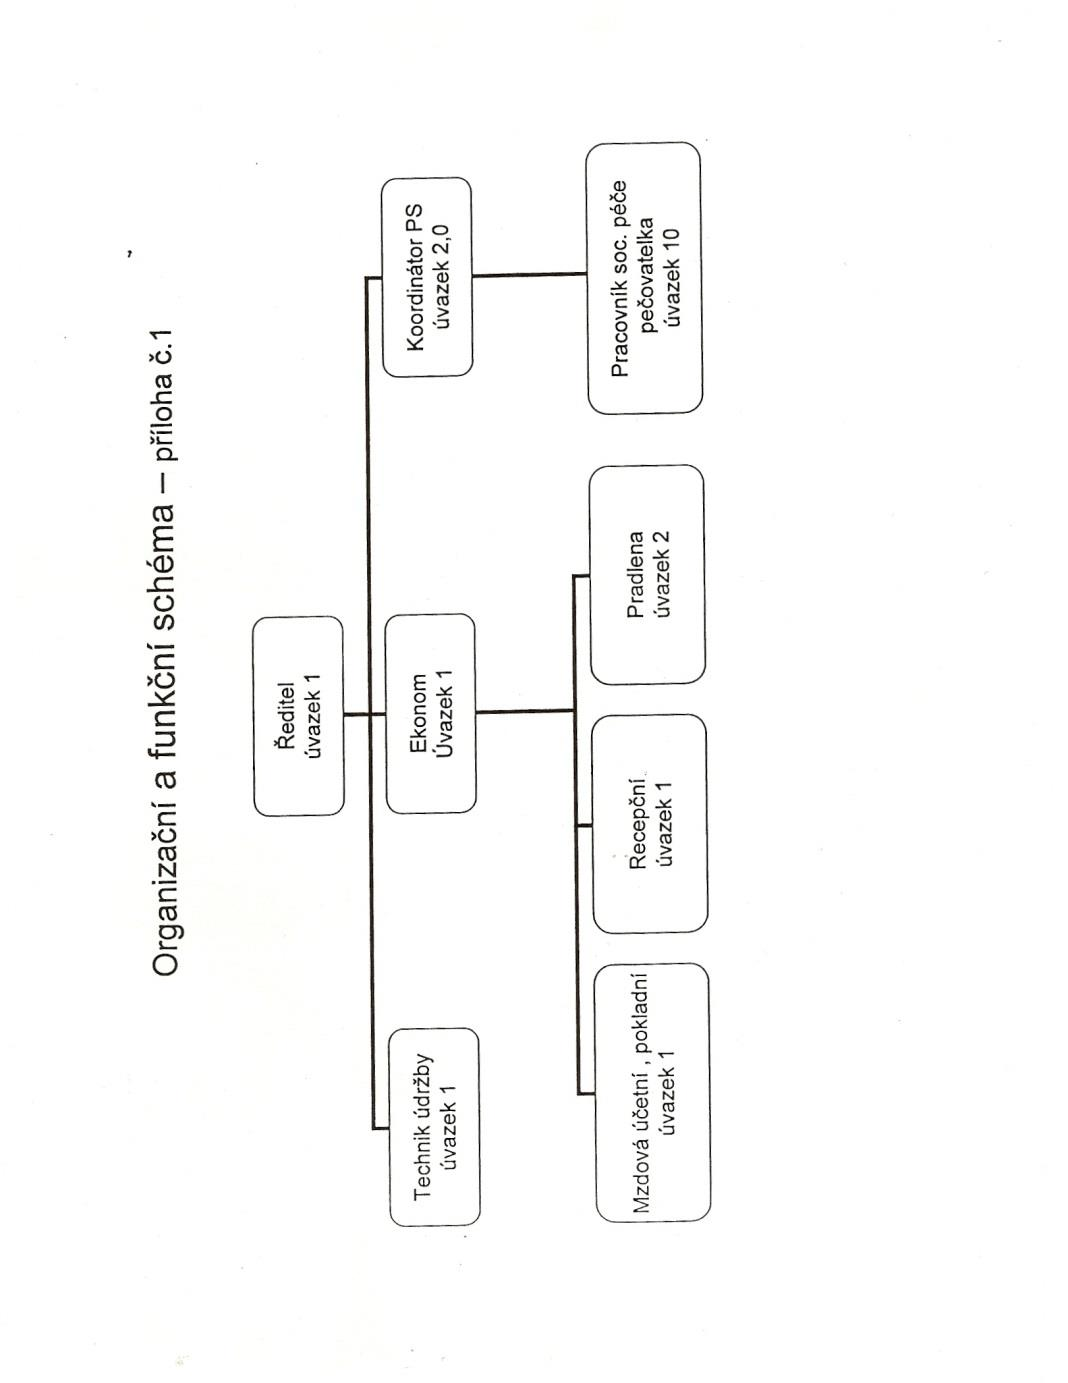 Organizační a funkční schéma – příloha č.1
Ředitel
úvazek 1
Technik údržby
úvazek 1
Ekonom
Úvazek 1
Koordinátor PS
úvazek 2,0
Mzdová účetní , pokladní
úvazek 1
Recepční
úvazek 1
Pradlena
úvazek 2
Pracovník soc. péče
pečovatelka
úvazek 10